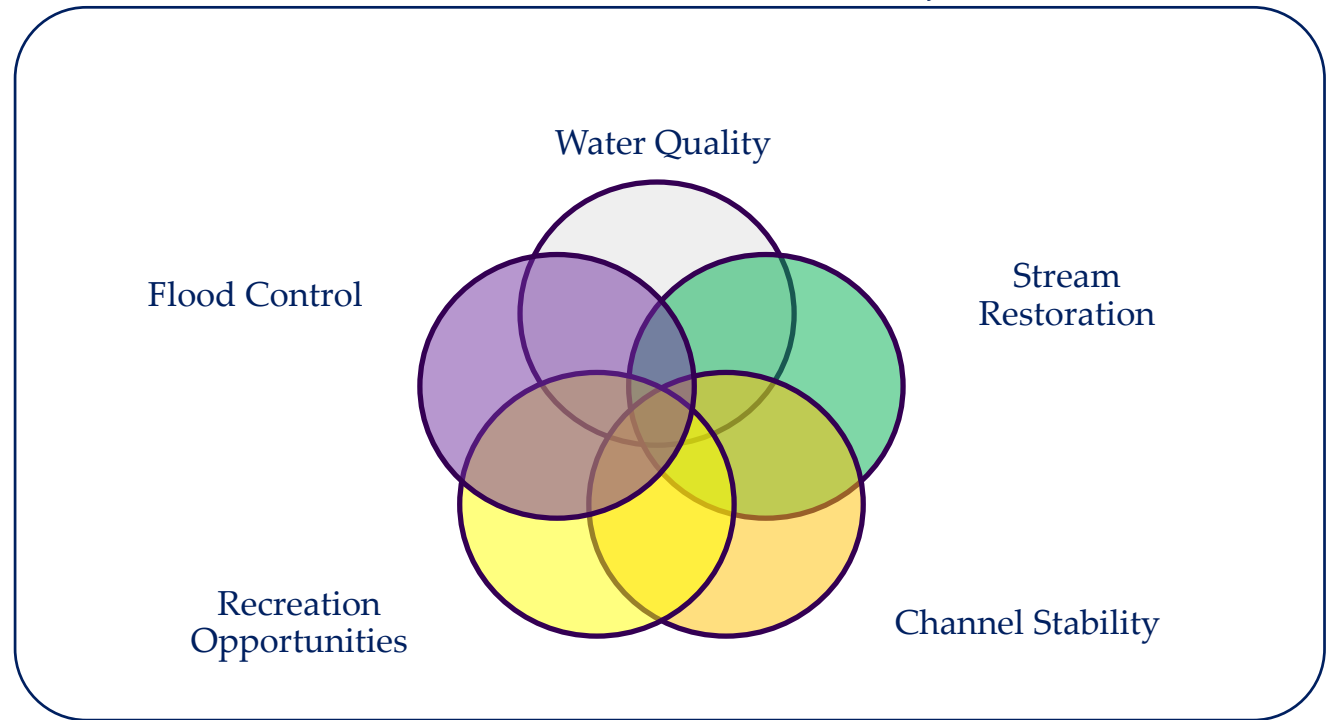 Water Quality
Flood Control
Stream
Restoration
Recreation
Opportunities
Channel Stability